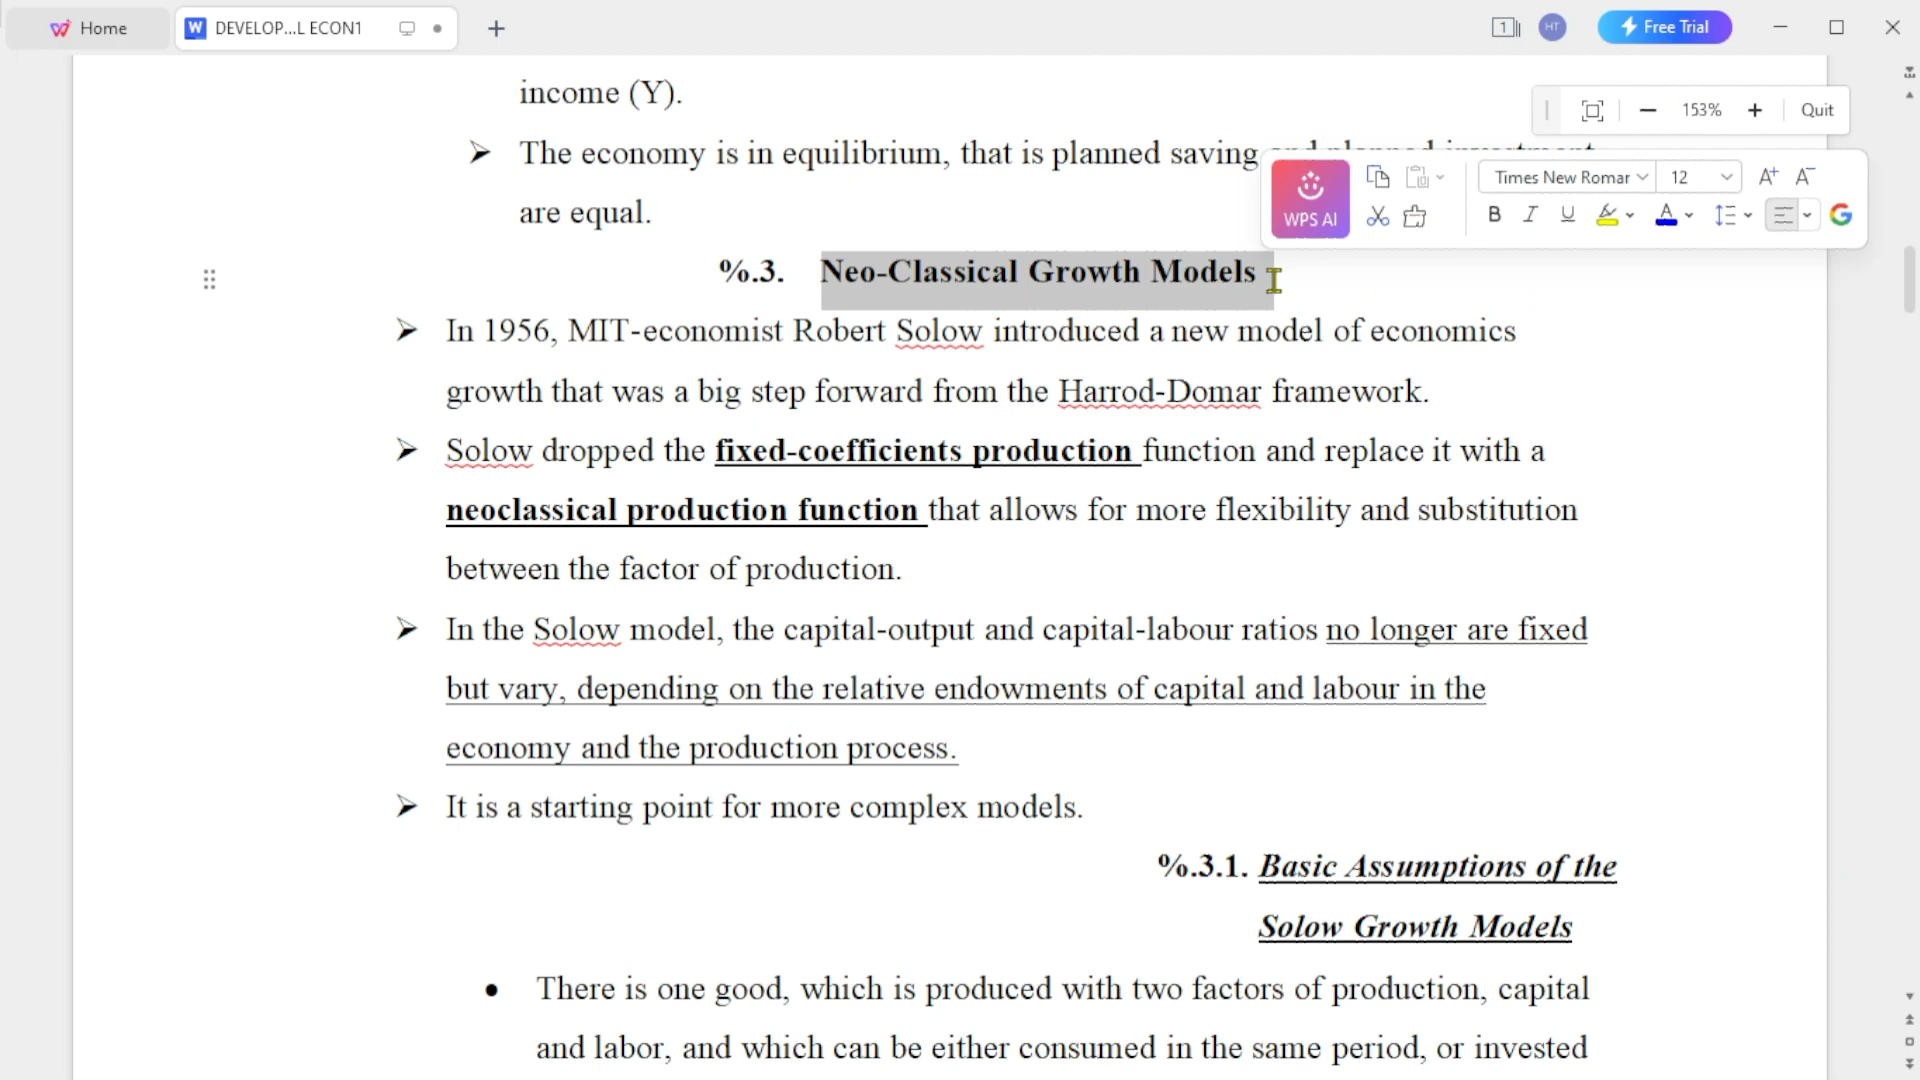 Home
W DEVELOP...L ECON1
1
HT
Free Trial
income (Y).
153%
Quit
➤ The economy is in equilibrium, that is planned saving and planned investment
are equal.
WPS AI
Times New Romar
12
A+ A-
B I U A
%.3. Neo-Classical Growth Models
➤ In 1956, MIT-economist Robert Solow introduced a new model of economics
growth that was a big step forward from the Harrod-Domar framework.
➤ Solow dropped the fixed-coefficients production function and replace it with a
neoclassical production function that allows for more flexibility and substitution
between the factor of production.
➤ In the Solow model, the capital-output and capital-labour ratios no longer are fixed
but vary, depending on the relative endowments of capital and labour in the
economy and the production process.
➤ It is a starting point for more complex models.
%.3.1. Basic Assumptions of the
Solow Growth Models
• There is one good, which is produced with two factors of production, capital
and labor, and which can be either consumed in the same period, or invested